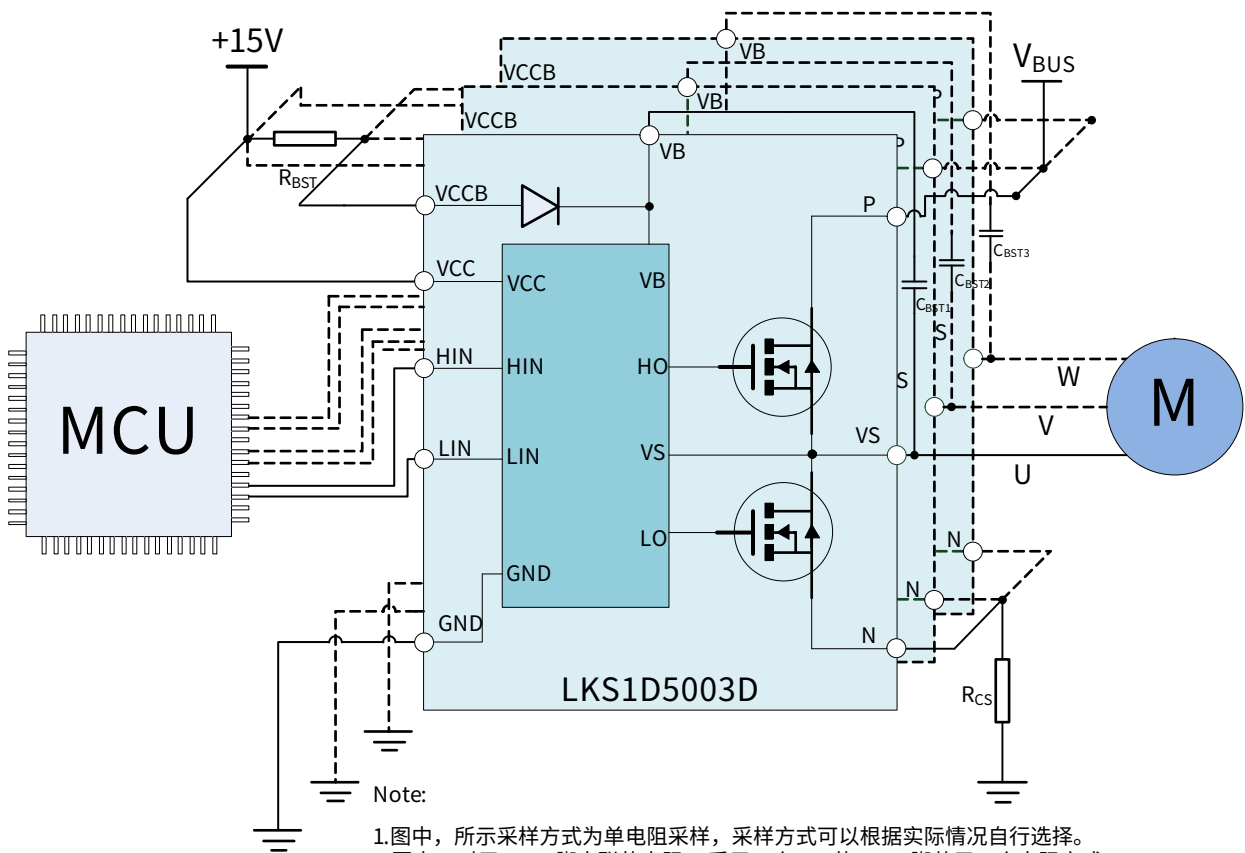 +15V
VB
VBUS
VCCB
VB
P
VCCB
VB
P
RBST
VCCB
P
VCC
VCC
VB
CBST3
CBST2
CBST1
S
HIN
HIN
HO
S
W
M
MCU
V
LIN
LIN
VS
VS
U
LO
N
GND
N
GND
N
LKS1D5003D
RCS
Note:
1.图中，所示采样方式为单电阻采样，采样方式可以根据实际情况自行选择。